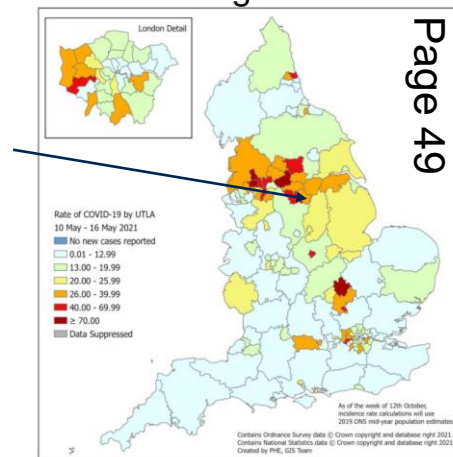 Page 49
London Detail
Rate of COVID-19 by UTLA
10 May - 16 May 2021
No new cases reported
0.01 - 12.99
13.00 - 19.99
20.00 - 25.99
26.00 - 39.99
40.00 - 69.99
≥ 70.00
Data Suppressed
As of the week of 12th October,
incidence rate calculations will use
2019 ONS mid-year population estimates
Contains Ordnance Survey data © Crown copyright and database right 2021.
Contains National Statistics data © Crown copyright and database right 2021
Created by PHE, GIS Team